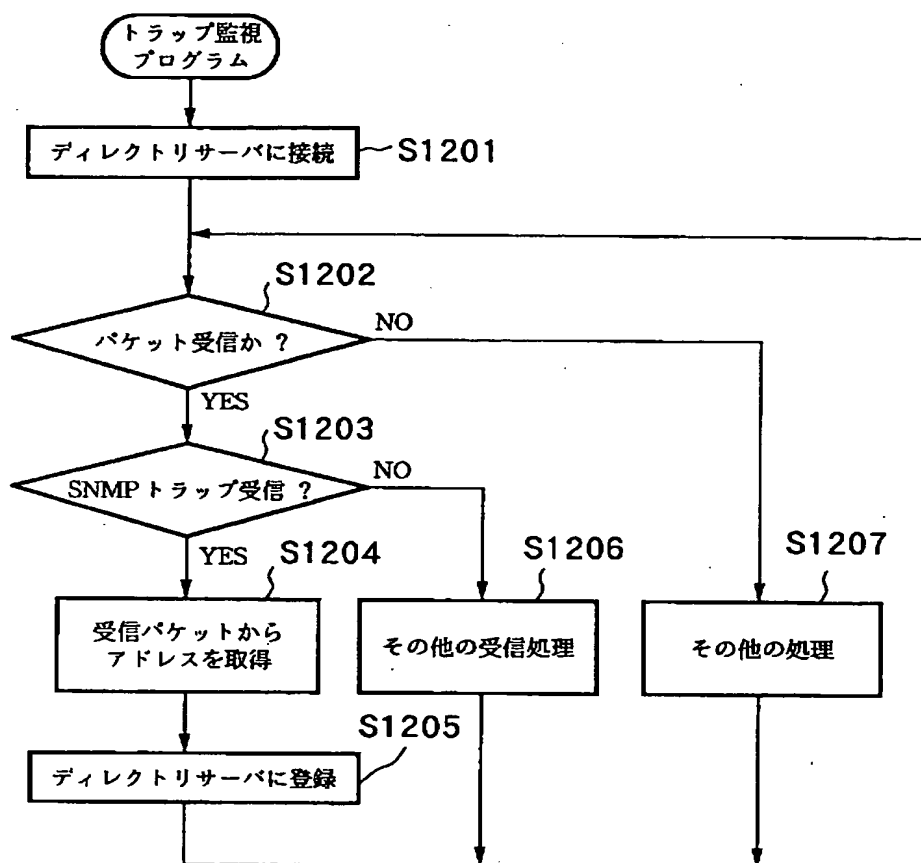 トラップ監視
プログラム
ディレクトリサーバに接続
S1201
S1202
パケット受信か ?
NO
YES
S1203
SNMPトラップ受信 ?
NO
YES
S1204
S1206
S1207
受信パケットから
アドレスを取得
その他の受信処理
その他の処理
S1205
ディレクトリサーバに登録